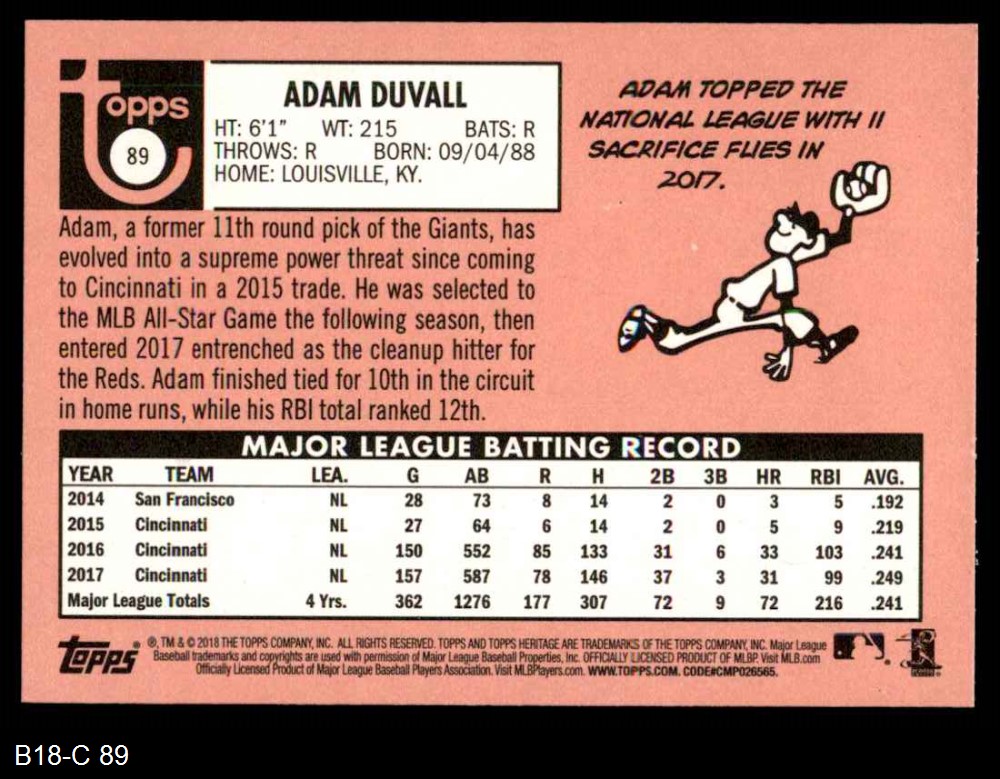 topps
89
ADAM DUVALL
HT: 6'1" WT: 215 BATS: R
THROWS: R BORN: 09/04/88
HOME: LOUISVILLE, KY.
ADAM TOPPED THE
NATIONAL LEAGUE WITH 11
SACRIFICE FLIES IN
2017.
Adam, a former 11th round pick of the Giants, has
evolved into a supreme power threat since coming
to Cincinnati in a 2015 trade. He was selected to
the MLB All-Star Game the following season, then
entered 2017 entrenched as the cleanup hitter for
the Reds. Adam finished tied for 10th in the circuit
in home runs, while his RBI total ranked 12th.
MAJOR LEAGUE BATTING RECORD
YEAR TEAM LEA. G AB R H 2B 3B HR RBI AVG.
2014 San Francisco NL 28 73 8 14 2 0 3 5 .192
2015 Cincinnati NL 27 64 6 14 2 0 5 9 .219
2016 Cincinnati NL 150 552 85 133 31 6 33 103 .241
2017 Cincinnati NL 157 587 78 146 37 3 31 99 .249
Major League Totals 4 Yrs. 362 1276 177 307 72 9 72 216 .241
topps® ®, TM & © 2018 THE TOPPS COMPANY, INC. ALL RIGHTS RESERVED. TOPPS AND TOPPS HERITAGE ARE TRADEMARKS OF THE TOPPS COMPANY, INC. Major League
Baseball trademarks and copyrights are used with permission of Major League Baseball Properties, Inc. OFFICIALLY LICENSED PRODUCT OF MLBP. Visit MLB.com
Officially Licensed Product of Major League Baseball Players Association. Visit MLBPlayers.com. WWW.TOPPS.COM. CODE#CMP026565.
B18-C 89